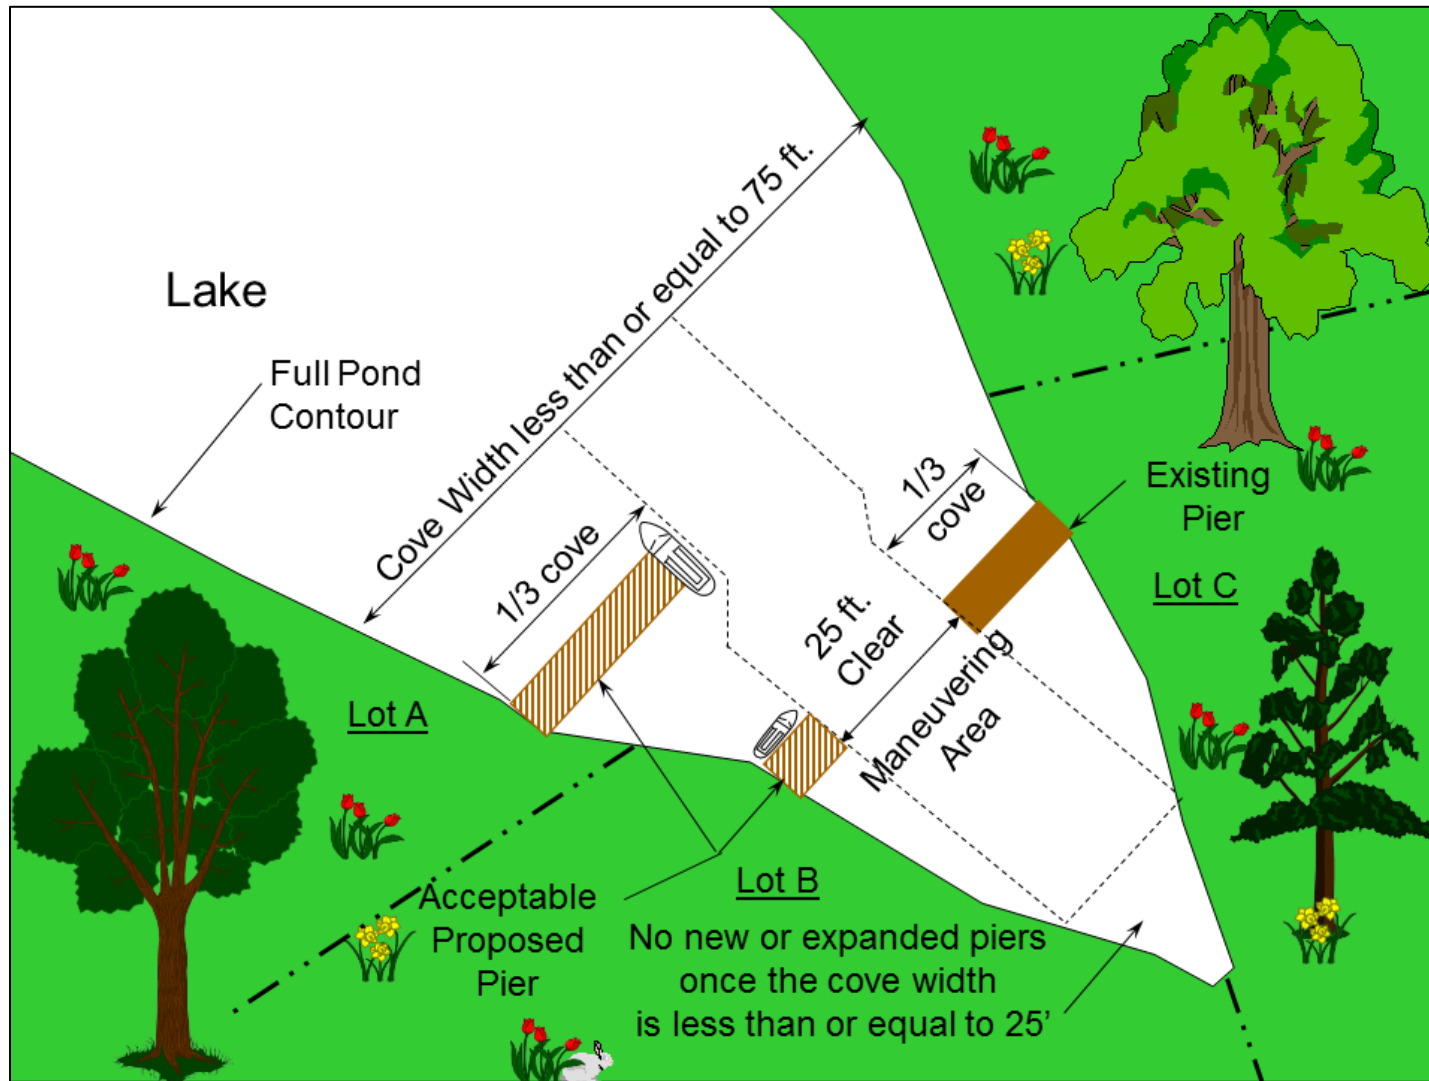 Lake
Full Pond
Contour
Cove Width less than or equal to 75 ft.
1/3 cove
1/3
cove
Existing
Pier
Lot C
25 ft.
Clear
Maneuvering
Area
Lot A
Lot B
Acceptable
Proposed
Pier
No new or expanded piers
once the cove width
is less than or equal to 25’